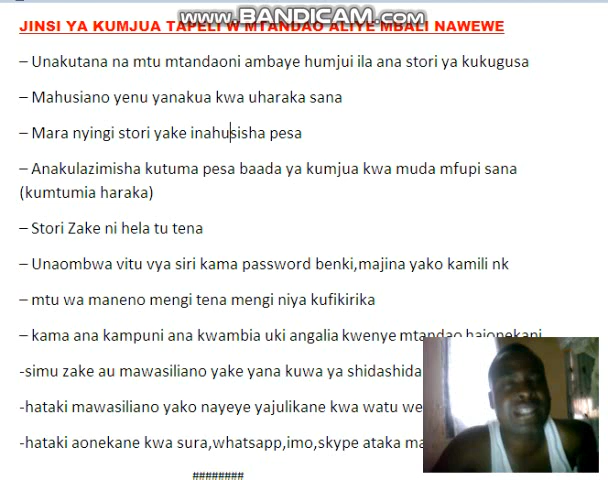 www.BANDICAM.com
JINSI YA KUMJUA TAPELI W MTANDAO ALIYE MBALI NAWEWE
– Unakutana na mtu mtandaoni ambaye humjui ila ana stori ya kukugusa
– Mahusiano yenu yanakua kwa uharaka sana
– Mara nyingi stori yake inahusisha pesa
– Anakulazimisha kutuma pesa baada ya kumjua kwa muda mfupi sana
(kumtumia haraka)
– Stori Zake ni hela tu tena
– Unaombwa vitu vya siri kama password benki,majina yako kamili nk
– mtu wa maneno mengi tena mengi niya kufikirika
– kama ana kampuni ana kwambia uki angalia kwenye mtandao haionekani
-simu zake au mawasiliano yake yana kuwa ya shidashida
-hataki mawasiliano yako nayeye yajulikane kwa watu
-hataki aonekane kwa sura,whatsapp,imo,skype ataka
########